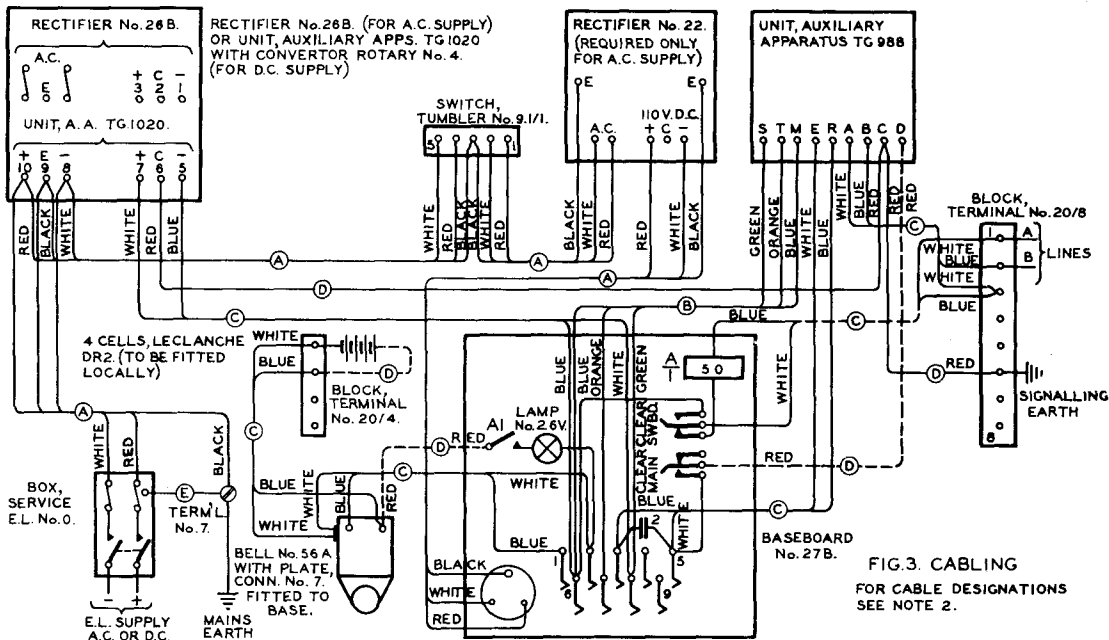 RECTIFIER No.26B.
A.C.
E
+ C -
3 2 1
UNIT, A.A. TG.1020.
+ E -
10 9 8
+ C -
7 6 5
RECTIFIER No.26B. (FOR A.C. SUPPLY)
OR UNIT, AUXILIARY APPS. TG1020
WITH CONVERTOR ROTARY No.4.
(FOR D.C. SUPPLY)
SWITCH,
TUMBLER No.9.1/1.
5 1
RECTIFIER No.22.
(REQUIRED ONLY
FOR A.C. SUPPLY)
E E
110V.D.C.
A.C. + C -
UNIT, AUXILIARY
APPARATUS TG 988
S T M E R A B C D
RED
BLACK
WHITE
WHITE
RED
BLUE
WHITE
RED
BLACK
BLACK
WHITE
RED
BLACK
WHITE
RED
RED
WHITE
BLACK
GREEN
ORANGE
BLUE
WHITE
BLUE
WHITE
BLUE
RED
RED
RED
BLOCK,
TERMINAL No.20/8
1
A
B
LINES
WHITE
BLUE
WHITE
BLUE
C
A
A
A
D
B
C
BLUE
C
RED
D
SIGNALLING
EARTH
8
4 CELLS, LECLANCHE
DR2. (TO BE FITTED
LOCALLY)
WHITE
BLUE
D
BLOCK,
TERMINAL
No.20/4.
BLUE
BLUE
ORANGE
WHITE
GREEN
A
1
50
WHITE
CLEAR
CLEAR
MAIN SWBD.
LAMP
No.2 6V.
A1
D
RED
RED
D
A
WHITE
RED
BLACK
C
C
WHITE
BLUE
2
WHITE
C
BOX,
SERVICE
E.L. No.0.
E
TERM'L.
No.7.
BLUE
WHITE
WHITE
BLUE
RED
BLUE
1
5
6
9
BASEBOARD
No.27B.
BELL No.56A
WITH PLATE,
CONN. No.7.
FITTED TO
BASE.
BLACK
WHITE
RED
- +
E.L. SUPPLY
A.C. OR D.C.
MAINS
EARTH
FIG.3. CABLING
FOR CABLE DESIGNATIONS
SEE NOTE 2.